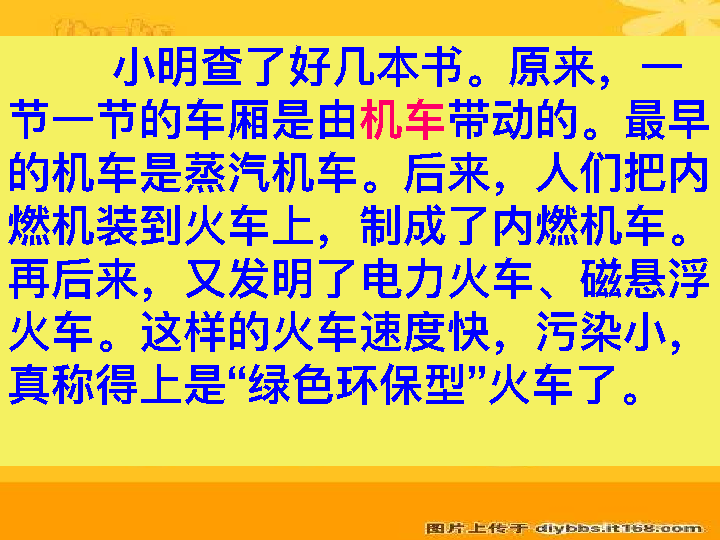 小明查了好几本书。原来，一
节一节的车厢是由机车带动的。最早
的机车是蒸汽机车。后来，人们把内
燃机装到火车上，制成了内燃机车。
再后来，又发明了电力火车、磁悬浮
火车。这样的火车速度快，污染小，
真称得上是“绿色环保型”火车了。
图片上传于 diybbs.it168.com